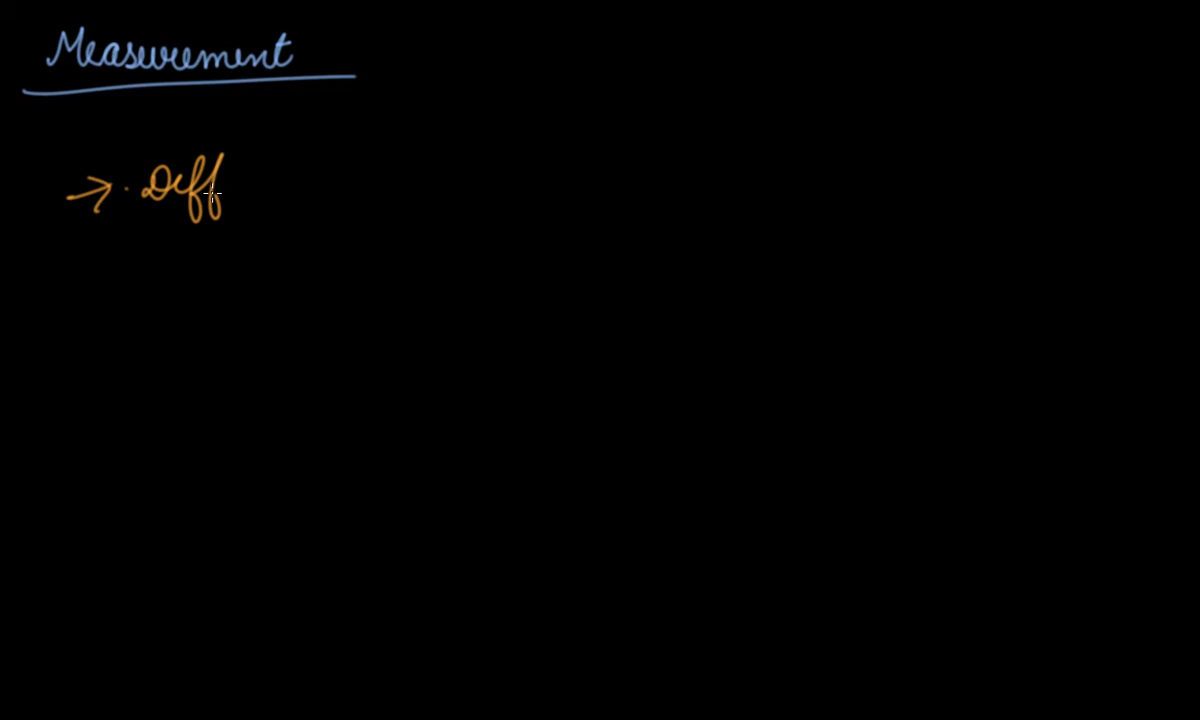 Measurement
→ · Diff